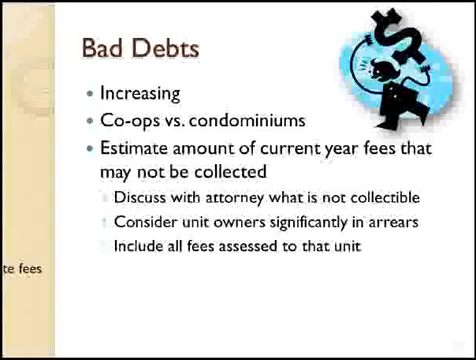 Bad Debts
Increasing
Co-ops vs. condominiums
Estimate amount of current year fees that
may not be collected
Discuss with attorney what is not collectible
Consider unit owners significantly in arrears
Include all fees assessed to that unit
te fees